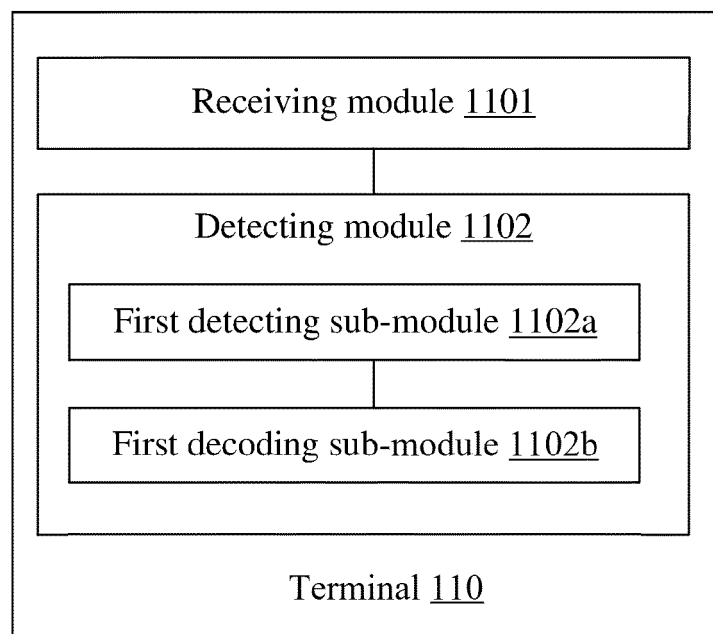 Receiving module 1101
Detecting module 1102
First detecting sub-module 1102a
First decoding sub-module 1102b
Terminal 110